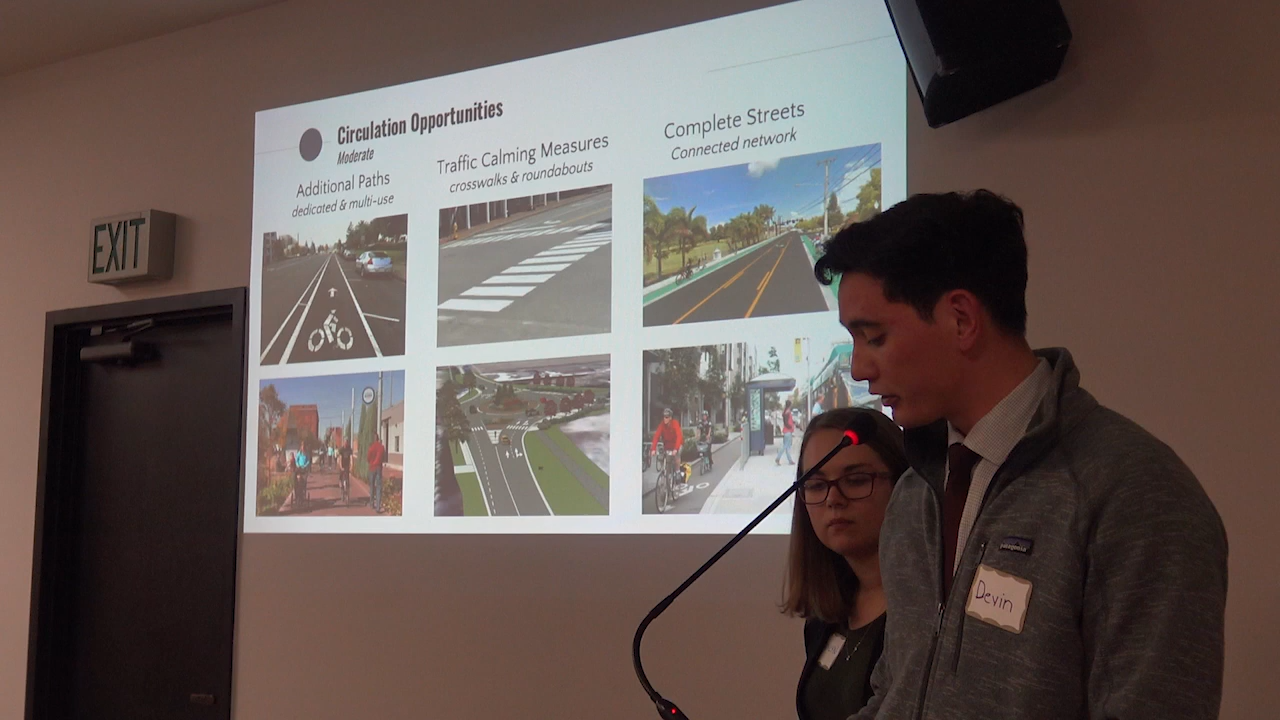 Circulation Opportunities
Moderate
Additional Paths
dedicated & multi-use
Traffic Calming Measures
crosswalks & roundabouts
Complete Streets
Connected network
EXIT
patagonia
Devin